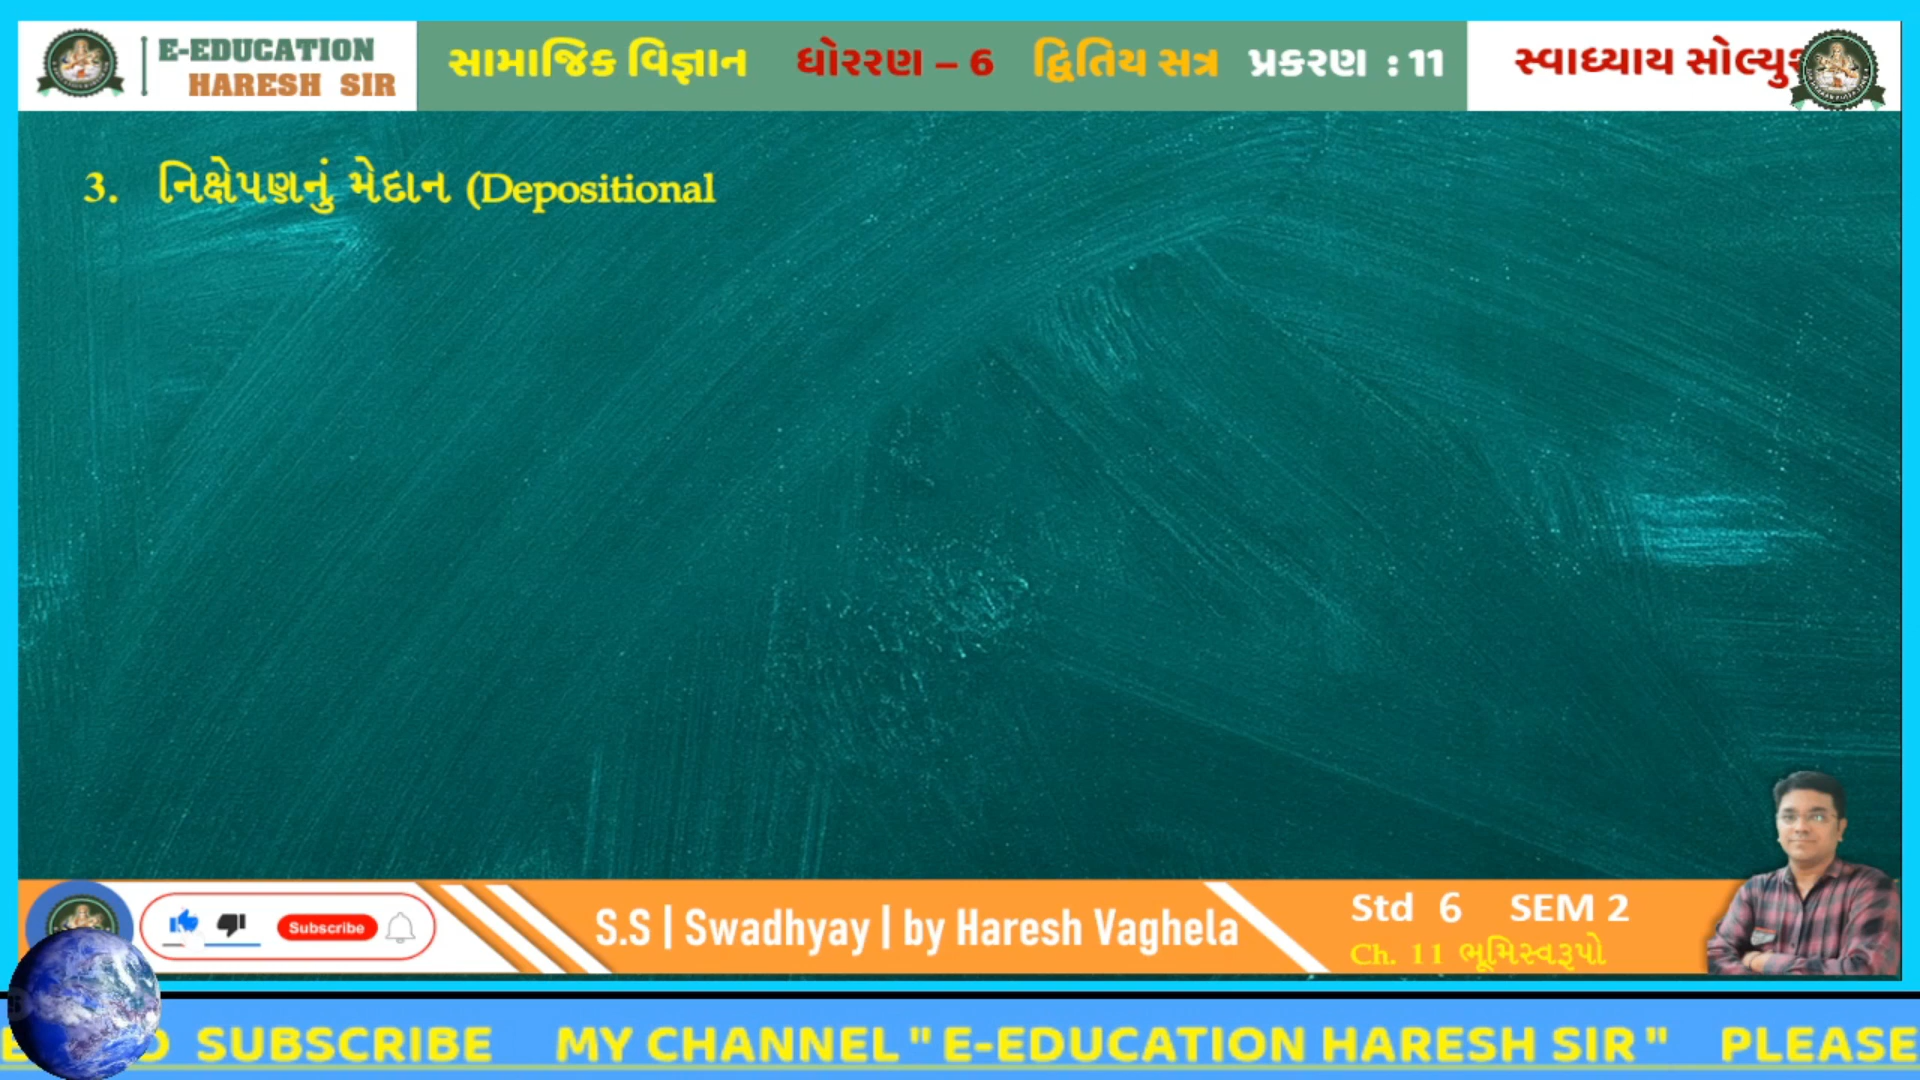 E-EDUCATION
HARESH SIR
સામાજિક વિજ્ઞાન ધોરરણ – 6 દ્વિતિય સત્ર પ્રકરણ : 11
સ્વાધ્યાય
3. નિક્ષેપણનું મેદાન (Depositional
Subscribe
S.S | Swadhyay | by Haresh Vaghela
Std 6 SEM 2
Ch. 11 ભૂમિસ્વરૂપો
SUBSCRIBE MY CHANNEL " E-EDUCATION HARESH SIR " PLEASE